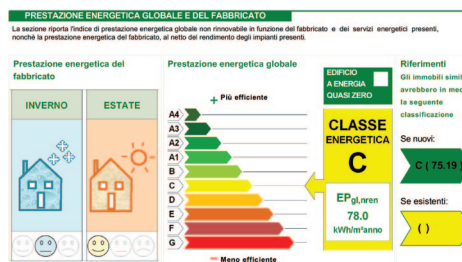 PRESTAZIONE ENERGETICA GLOBALE E DEL FABBRICATO
La sezione riporta l'indice di prestazione energetica globale non rinnovabile in funzione del fabbricato e dei servizi energetici presenti,
nonché la prestazione energetica del fabbricato, al netto del rendimento degli impianti presenti.
Prestazione energetica del
fabbricato
INVERNO
ESTATE
Prestazione energetica globale
+ Più efficiente
A4
A3
A2
A1
B
C
D
E
F
G
– Meno efficiente
EDIFICIO
A ENERGIA
QUASI ZERO
CLASSE
ENERGETICA
C
EPgl,nren
78.0
kWh/m²anno
Riferimenti
Gli immobili simil
avrebbero in med
la seguente
classificazione
Se nuovi:
C ( 75.19 )
Se esistenti:
( )